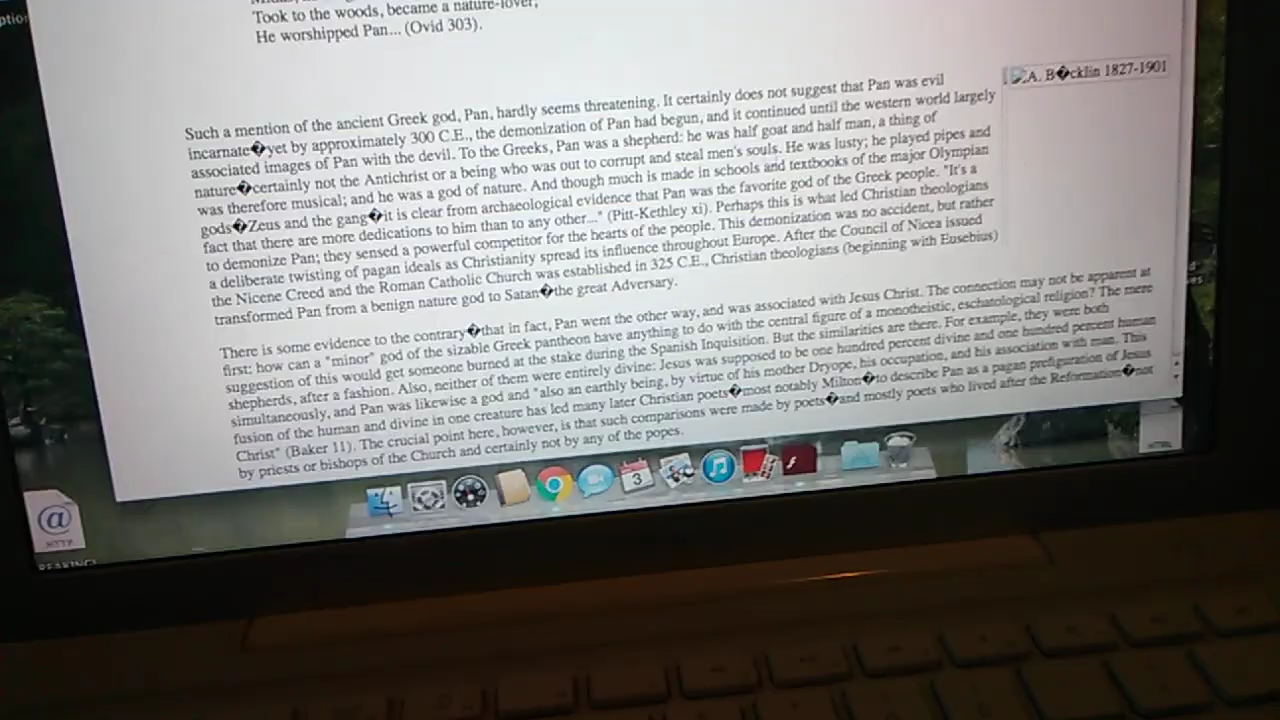 Took to the woods, became a nature-lover,
He worshipped Pan... (Ovid 303).
A. B�cklin 1827-1901
Such a mention of the ancient Greek god, Pan, hardly seems threatening. It certainly does not suggest that Pan was evil
incarnate�yet by approximately 300 C.E., the demonization of Pan had begun, and it continued until the western world largely
associated images of Pan with the devil. To the Greeks, Pan was a shepherd: he was half goat and half man, a thing of
nature�certainly not the Antichrist or a being who was out to corrupt and steal men's souls. He was lusty; he played pipes and
was therefore musical; and he was a god of nature. And though much is made in schools and textbooks of the major Olympian
gods�Zeus and the gang�it is clear from archaeological evidence that Pan was the favorite god of the Greek people. "It's a
fact that there are more dedications to him than to any other..." (Pitt-Kethley xi). Perhaps this is what led Christian theologians
to demonize Pan; they sensed a powerful competitor for the hearts of the people. This demonization was no accident, but rather
a deliberate twisting of pagan ideals as Christianity spread its influence throughout Europe. After the Council of Nicea issued
the Nicene Creed and the Roman Catholic Church was established in 325 C.E., Christian theologians (beginning with Eusebius)
transformed Pan from a benign nature god to Satan�the great Adversary.
There is some evidence to the contrary�that in fact, Pan went the other way, and was associated with Jesus Christ. The connection may not be apparent at
first: how can a "minor" god of the sizable Greek pantheon have anything to do with the central figure of a monotheistic, eschatological religion? The mere
suggestion of this would get someone burned at the stake during the Spanish Inquisition. But the similarities are there. For example, they were both
shepherds, after a fashion. Also, neither of them were entirely divine: Jesus was supposed to be one hundred percent divine and one hundred percent human
simultaneously, and Pan was likewise a god and "also an earthly being, by virtue of his mother Dryope, his occupation, and his association with man. This
fusion of the human and divine in one creature has led many later Christian poets�most notably Milton�to describe Pan as a pagan prefiguration of Jesus
Christ" (Baker 11). The crucial point here, however, is that such comparisons were made by poets�and mostly poets who lived after the Reformation�not
by priests or bishops of the Church and certainly not by any of the popes.
3
@
HTTP